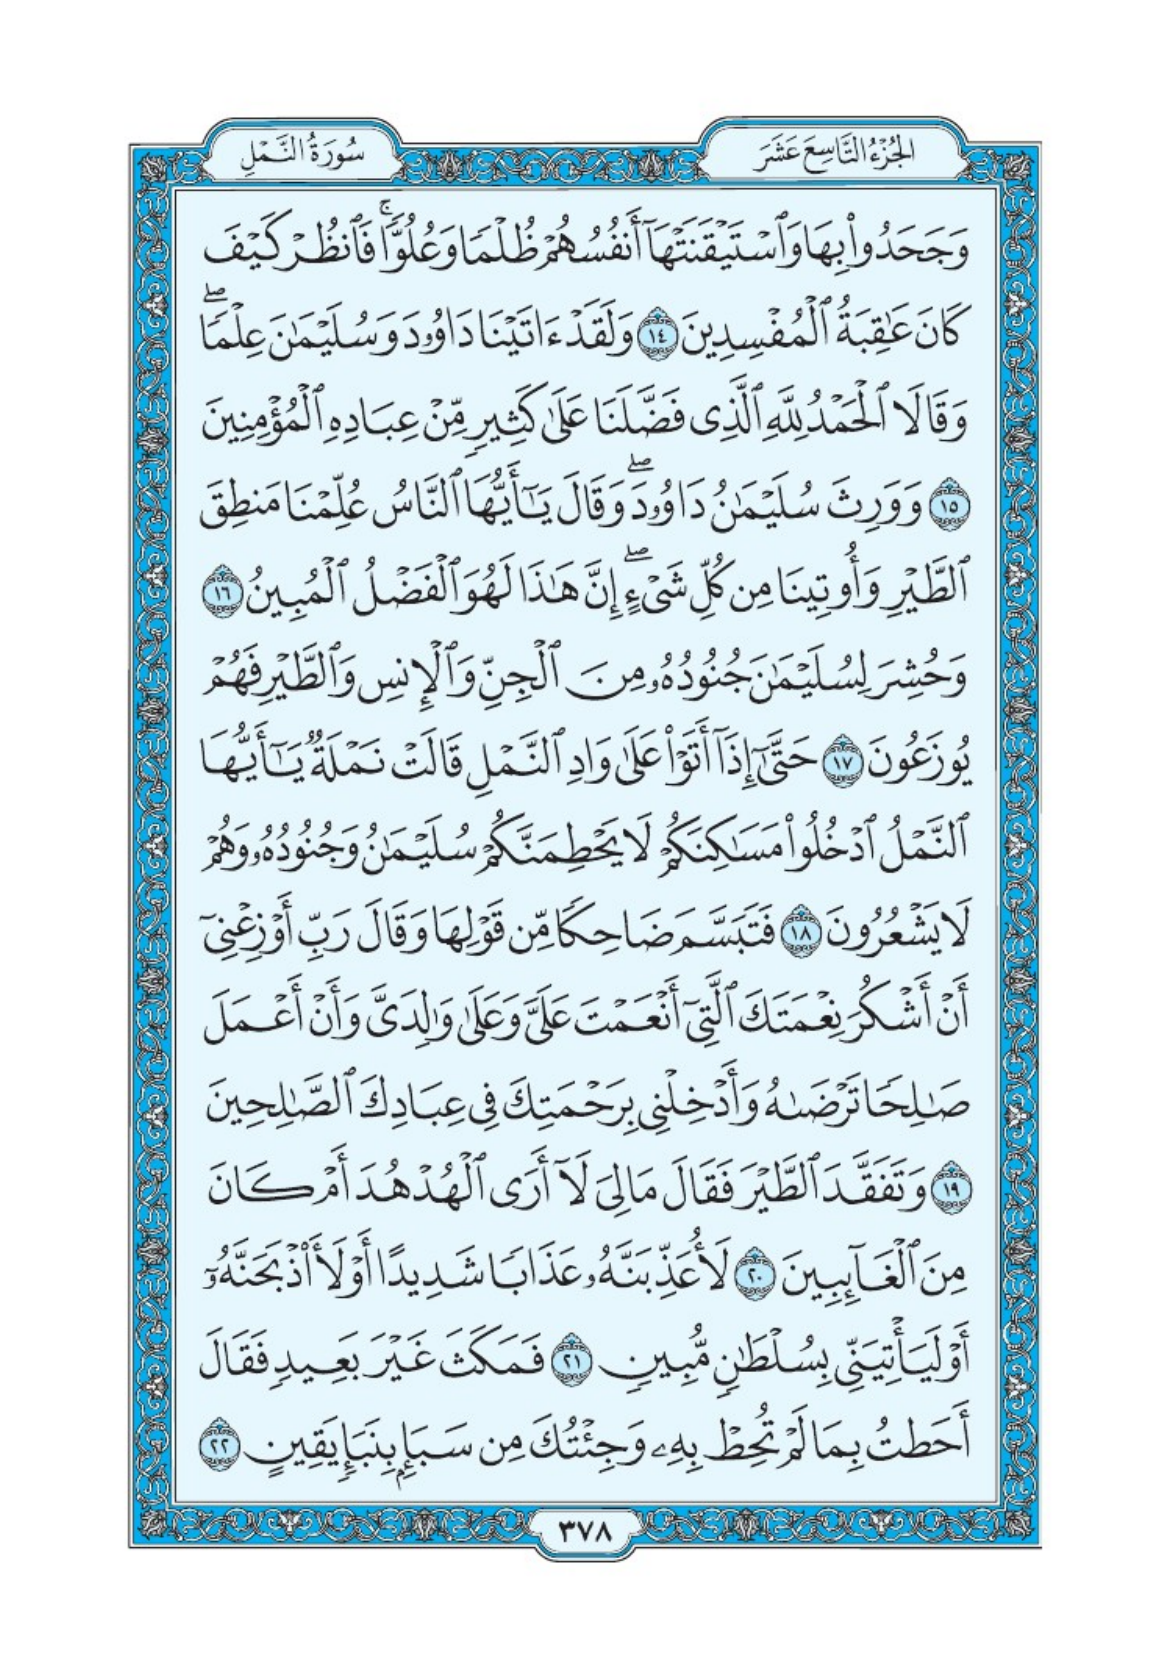 الجُزْءُ التَّاسِعَ عَشَرَ
سُورَةُ النَّمْلِ
وَجَحَدُوا۟ بِهَا وَٱسْتَيْقَنَتْهَآ أَنفُسُهُمْ ظُلْمًا وَعُلُوًّا ۚ فَٱنظُرْ كَيْفَ
كَانَ عَٰقِبَةُ ٱلْمُفْسِدِينَ ١٤ وَلَقَدْ ءَاتَيْنَا دَاوُۥدَ وَسُلَيْمَٰنَ عِلْمًا ۖ
وَقَالَا ٱلْحَمْدُ لِلَّهِ ٱلَّذِى فَضَّلَنَا عَلَىٰ كَثِيرٍ مِّنْ عِبَادِهِ ٱلْمُؤْمِنِينَ
١٥ وَوَرِثَ سُلَيْمَٰنُ دَاوُۥدَ ۖ وَقَالَ يَٰٓأَيُّهَا ٱلنَّاسُ عُلِّمْنَا مَنطِقَ
ٱلطَّيْرِ وَأُوتِينَا مِن كُلِّ شَىْءٍ ۖ إِنَّ هَٰذَا لَهُوَ ٱلْفَضْلُ ٱلْمُبِينُ ١٦
وَحُشِرَ لِسُلَيْمَٰنَ جُنُودُهُۥ مِنَ ٱلْجِنِّ وَٱلْإِنسِ وَٱلطَّيْرِ فَهُمْ
يُوزَعُونَ ١٧ حَتَّىٰٓ إِذَآ أَتَوْا۟ عَلَىٰ وَادِ ٱلنَّمْلِ قَالَتْ نَمْلَةٌ يَٰٓأَيُّهَا
ٱلنَّمْلُ ٱدْخُلُوا۟ مَسَٰكِنَكُمْ لَا يَحْطِمَنَّكُمْ سُلَيْمَٰنُ وَجُنُودُهُۥ وَهُمْ
لَا يَشْعُرُونَ ١٨ فَتَبَسَّمَ ضَاحِكًا مِّن قَوْلِهَا وَقَالَ رَبِّ أَوْزِعْنِىٓ
أَنْ أَشْكُرَ نِعْمَتَكَ ٱلَّتِىٓ أَنْعَمْتَ عَلَىَّ وَعَلَىٰ وَٰلِدَىَّ وَأَنْ أَعْمَلَ
صَٰلِحًا تَرْضَىٰهُ وَأَدْخِلْنِى بِرَحْمَتِكَ فِى عِبَادِكَ ٱلصَّٰلِحِينَ
١٩ وَتَفَقَّدَ ٱلطَّيْرَ فَقَالَ مَالِىَ لَآ أَرَى ٱلْهُدْهُدَ أَمْ كَانَ
مِنَ ٱلْغَآئِبِينَ ٢٠ لَأُعَذِّبَنَّهُۥ عَذَابًا شَدِيدًا أَوْ لَأَا۟ذْبَحَنَّهُۥٓ
أَوْ لَيَأْتِيَنِّى بِسُلْطَٰنٍ مُّبِينٍ ٢١ فَمَكَثَ غَيْرَ بَعِيدٍ فَقَالَ
أَحَطتُ بِمَا لَمْ تُحِطْ بِهِۦ وَجِئْتُكَ مِن سَبَإٍۭ بِنَبَإٍ يَقِينٍ ٢٢
٣٧٨